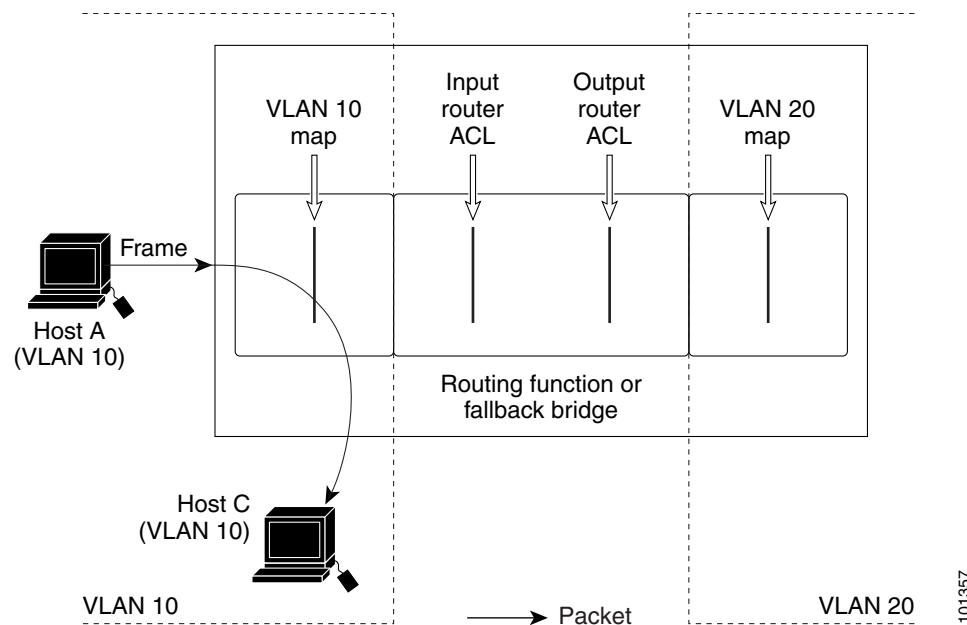 VLAN 10
map
Input
router
ACL
Output
router
ACL
VLAN 20
map
Frame
Host A
(VLAN 10)
Routing function or
fallback bridge
Host C
(VLAN 10)
VLAN 10
Packet
VLAN 20
101357